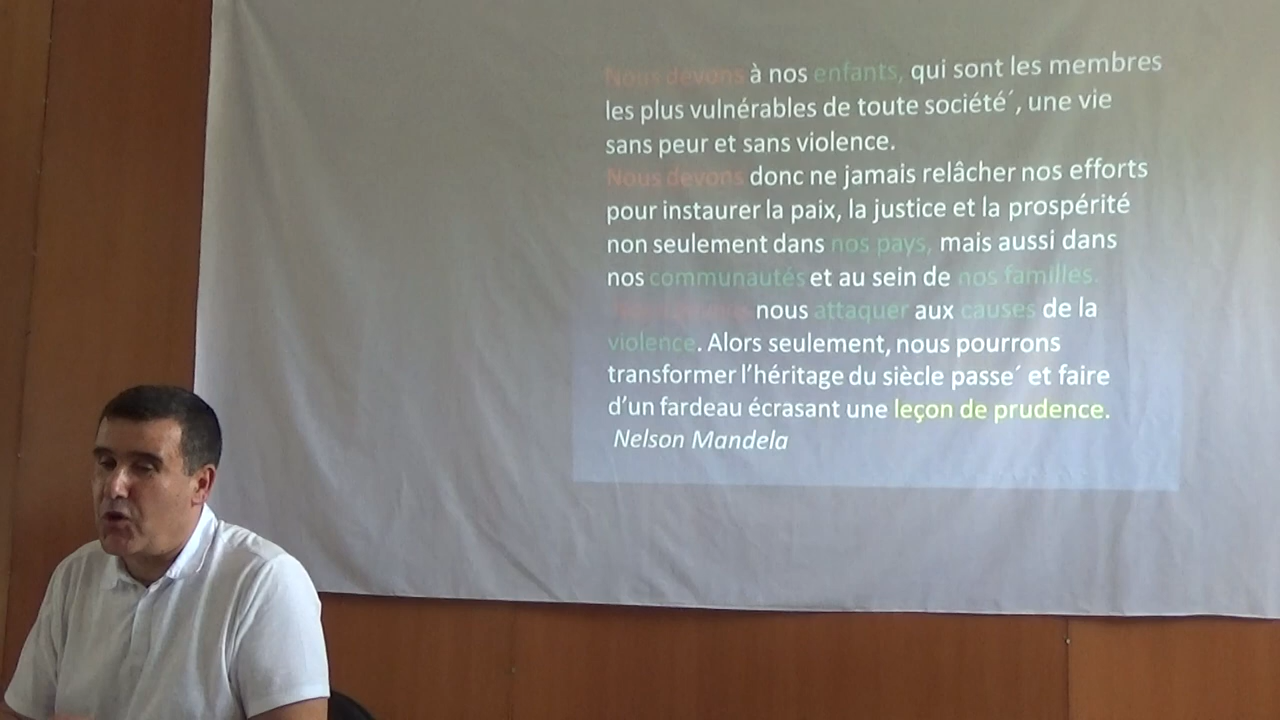 Nous devons à nos enfants, qui sont les membres
les plus vulnérables de toute société´, une vie
sans peur et sans violence.
Nous devons donc ne jamais relâcher nos efforts
pour instaurer la paix, la justice et la prospérité
non seulement dans nos pays, mais aussi dans
nos communautés et au sein de nos familles.
nous attaquer aux causes de la
violence. Alors seulement, nous pourrons
transformer l’héritage du siècle passe´ et faire
d’un fardeau écrasant une leçon de prudence.
Nelson Mandela